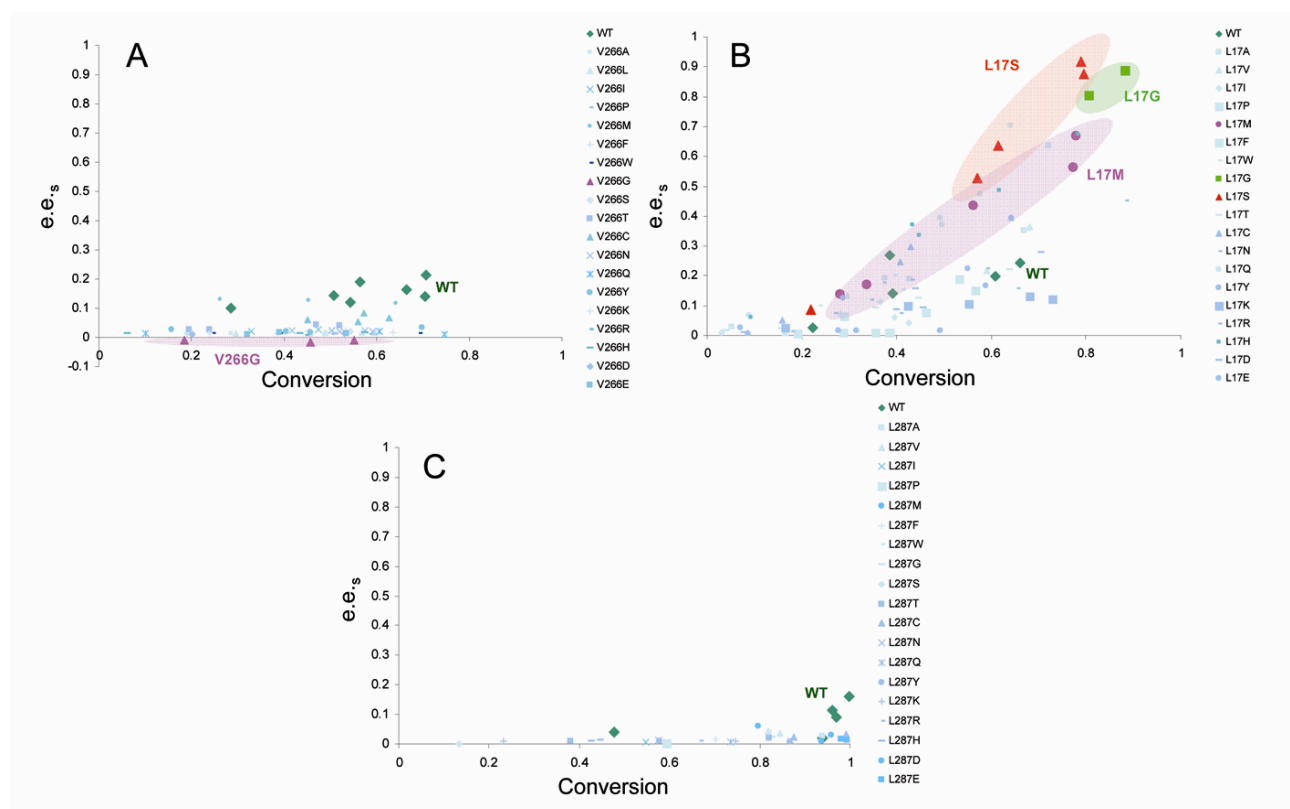 A
1
0.9
0.8
0.7
0.6
0.5
0.4
0.3
0.2
0.1
0
-0.1
e.e.s
0 0.2 0.4 0.6 0.8 1
Conversion
WT
V266G
WT
V266A
V266L
V266I
V266P
V266M
V266F
V266W
V266G
V266S
V266T
V266C
V266N
V266Q
V266Y
V266K
V266R
V266H
V266D
V266E
B
1
0.9
0.8
0.7
0.6
0.5
0.4
0.3
0.2
0.1
0
e.e.s
0 0.2 0.4 0.6 0.8 1
Conversion
L17S
L17G
L17M
WT
WT
L17A
L17V
L17I
L17P
L17M
L17F
L17W
L17G
L17S
L17T
L17C
L17N
L17Q
L17Y
L17K
L17R
L17H
L17D
L17E
C
1
0.9
0.8
0.7
0.6
0.5
0.4
0.3
0.2
0.1
0
e.e.s
0 0.2 0.4 0.6 0.8 1
Conversion
WT
WT
L287A
L287V
L287I
L287P
L287M
L287F
L287W
L287G
L287S
L287T
L287C
L287N
L287Q
L287Y
L287K
L287R
L287H
L287D
L287E